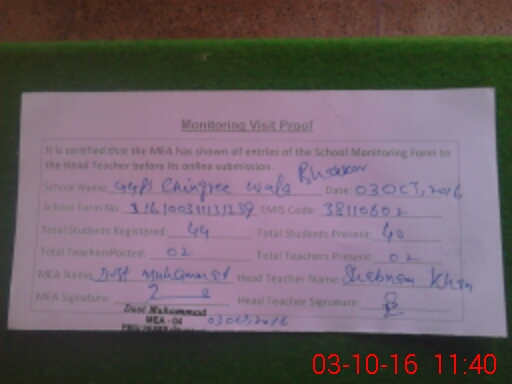 Monitoring Visit Proof
It is certified that the MEA has shown all entries of the School Monitoring Form to
the Head Teacher before its online submission.
School Name: Chingree wala Bhakkar Date: 03 OCT, 2016
School Form No. EMIS Code: 38110602
Total Students Registered: 44 Total Students Present: 40
Total TeachersPosted: 02 Total Teachers Present: 02
MEA Name: Dost Muhammad Head Teacher Name: Shabnam Khan
MEA Signature: Head Teacher Signature:
Dost Muhammad
MEA - 04
03 OCT, 2016
03-10-16 11:40